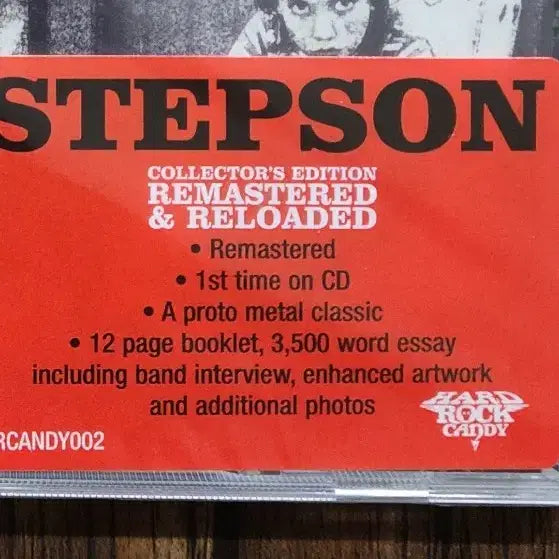 STEPSON
COLLECTOR'S EDITION
REMASTERED
& RELOADED
• Remastered
• 1st time on CD
• A proto metal classic
• 12 page booklet, 3,500 word essay
including band interview, enhanced artwork
and additional photos
HARD
ROCK
CANDY
RCANDY002